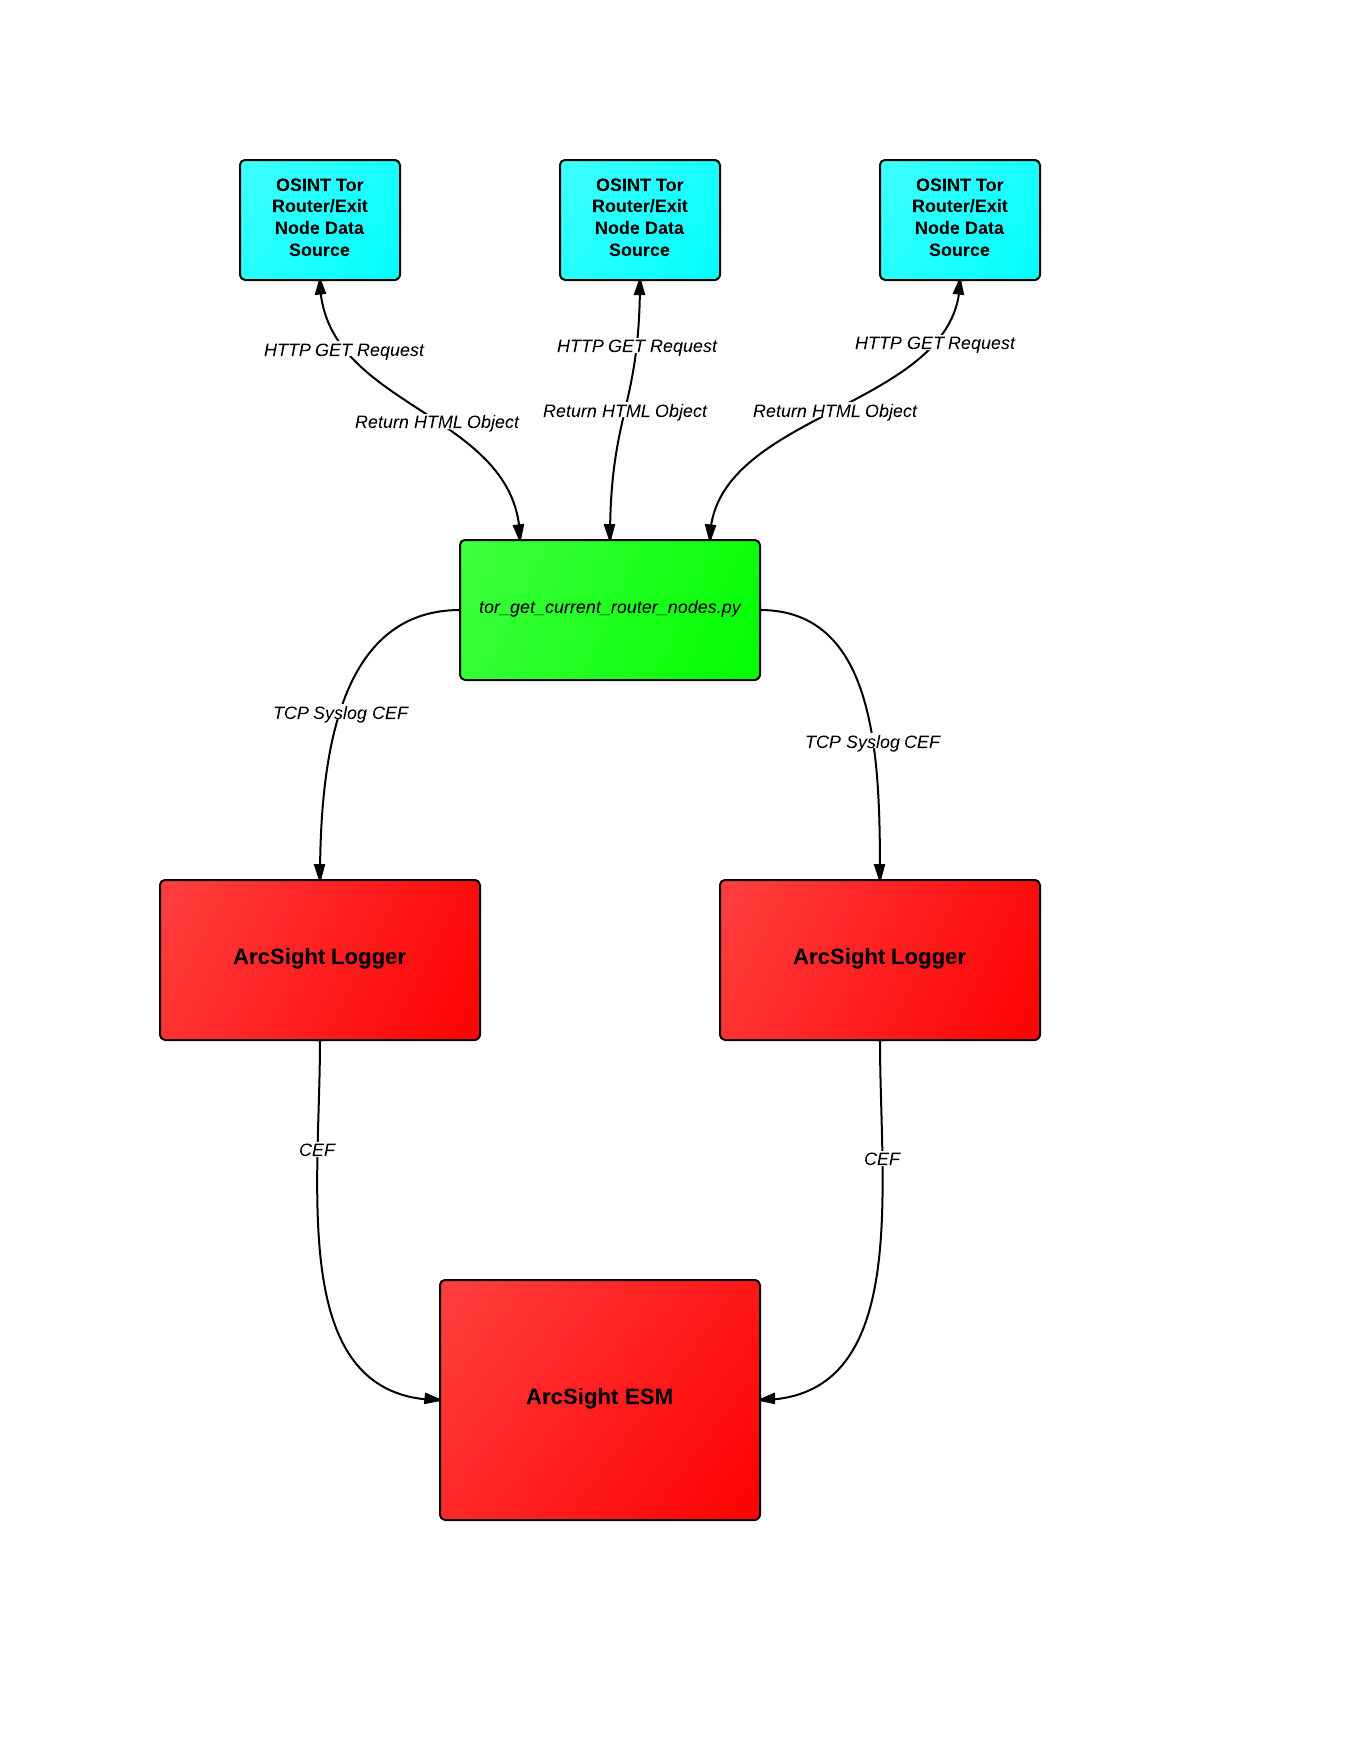 OSINT Tor
Router/Exit
Node Data
Source
OSINT Tor
Router/Exit
Node Data
Source
OSINT Tor
Router/Exit
Node Data
Source
HTTP GET Request
HTTP GET Request
HTTP GET Request
Return HTML Object
Return HTML Object
Return HTML Object
tor_get_current_router_nodes.py
TCP Syslog CEF
TCP Syslog CEF
ArcSight Logger
ArcSight Logger
CEF
CEF
ArcSight ESM